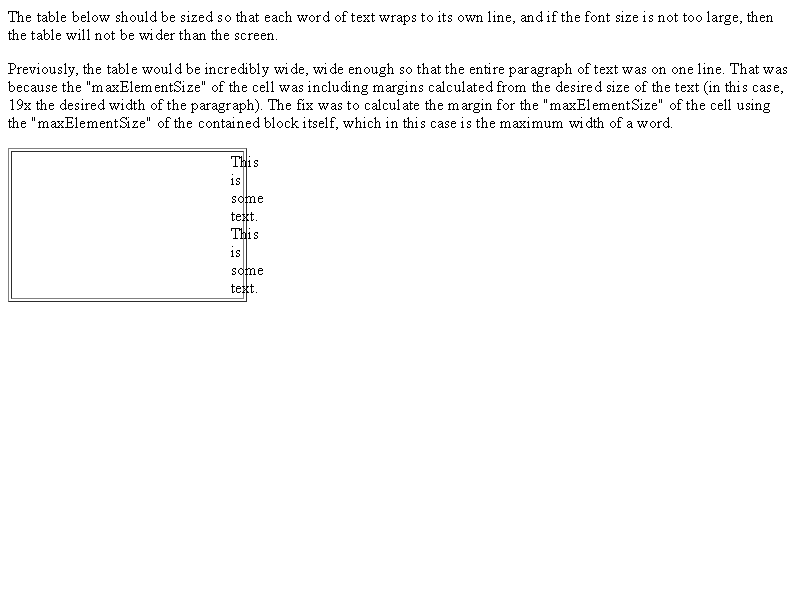 The table below should be sized so that each word of text wraps to its own line, and if the font size is not too large, then
the table will not be wider than the screen.
Previously, the table would be incredibly wide, wide enough so that the entire paragraph of text was on one line. That was
because the "maxElementSize" of the cell was including margins calculated from the desired size of the text (in this case,
19x the desired width of the paragraph). The fix was to calculate the margin for the "maxElementSize" of the cell using
the "maxElementSize" of the contained block itself, which in this case is the maximum width of a word.
This
is
some
text.
This
is
some
text.